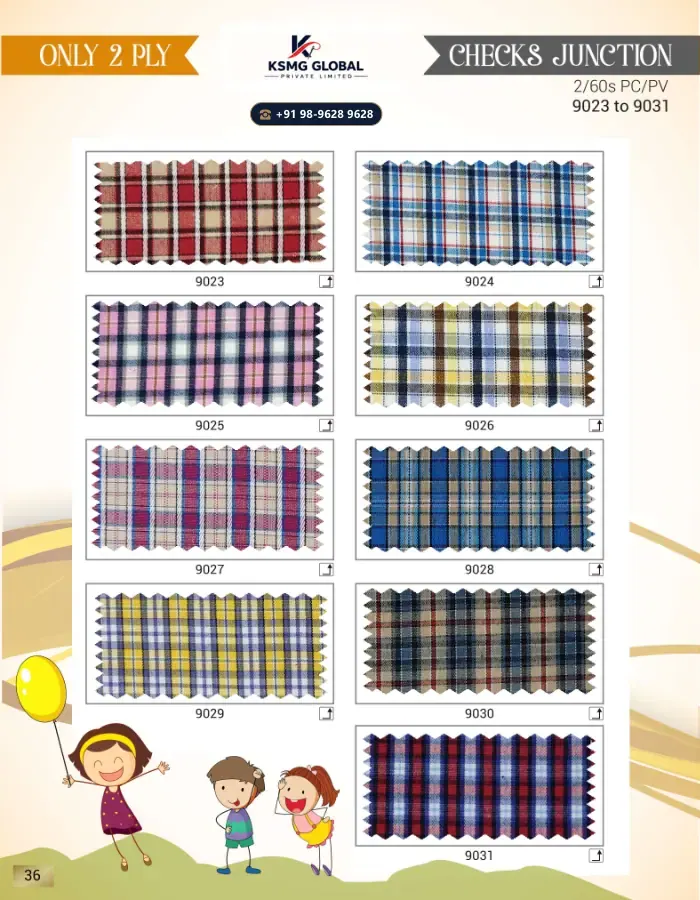 ONLY 2 PLY
KSMG GLOBAL
PRIVATE LIMITED
CHECKS JUNCTION
2/60s PC/PV
9023 to 9031
+91 98-9628 9628
9023
9024
9025
9026
9027
9028
9029
9030
9031
36